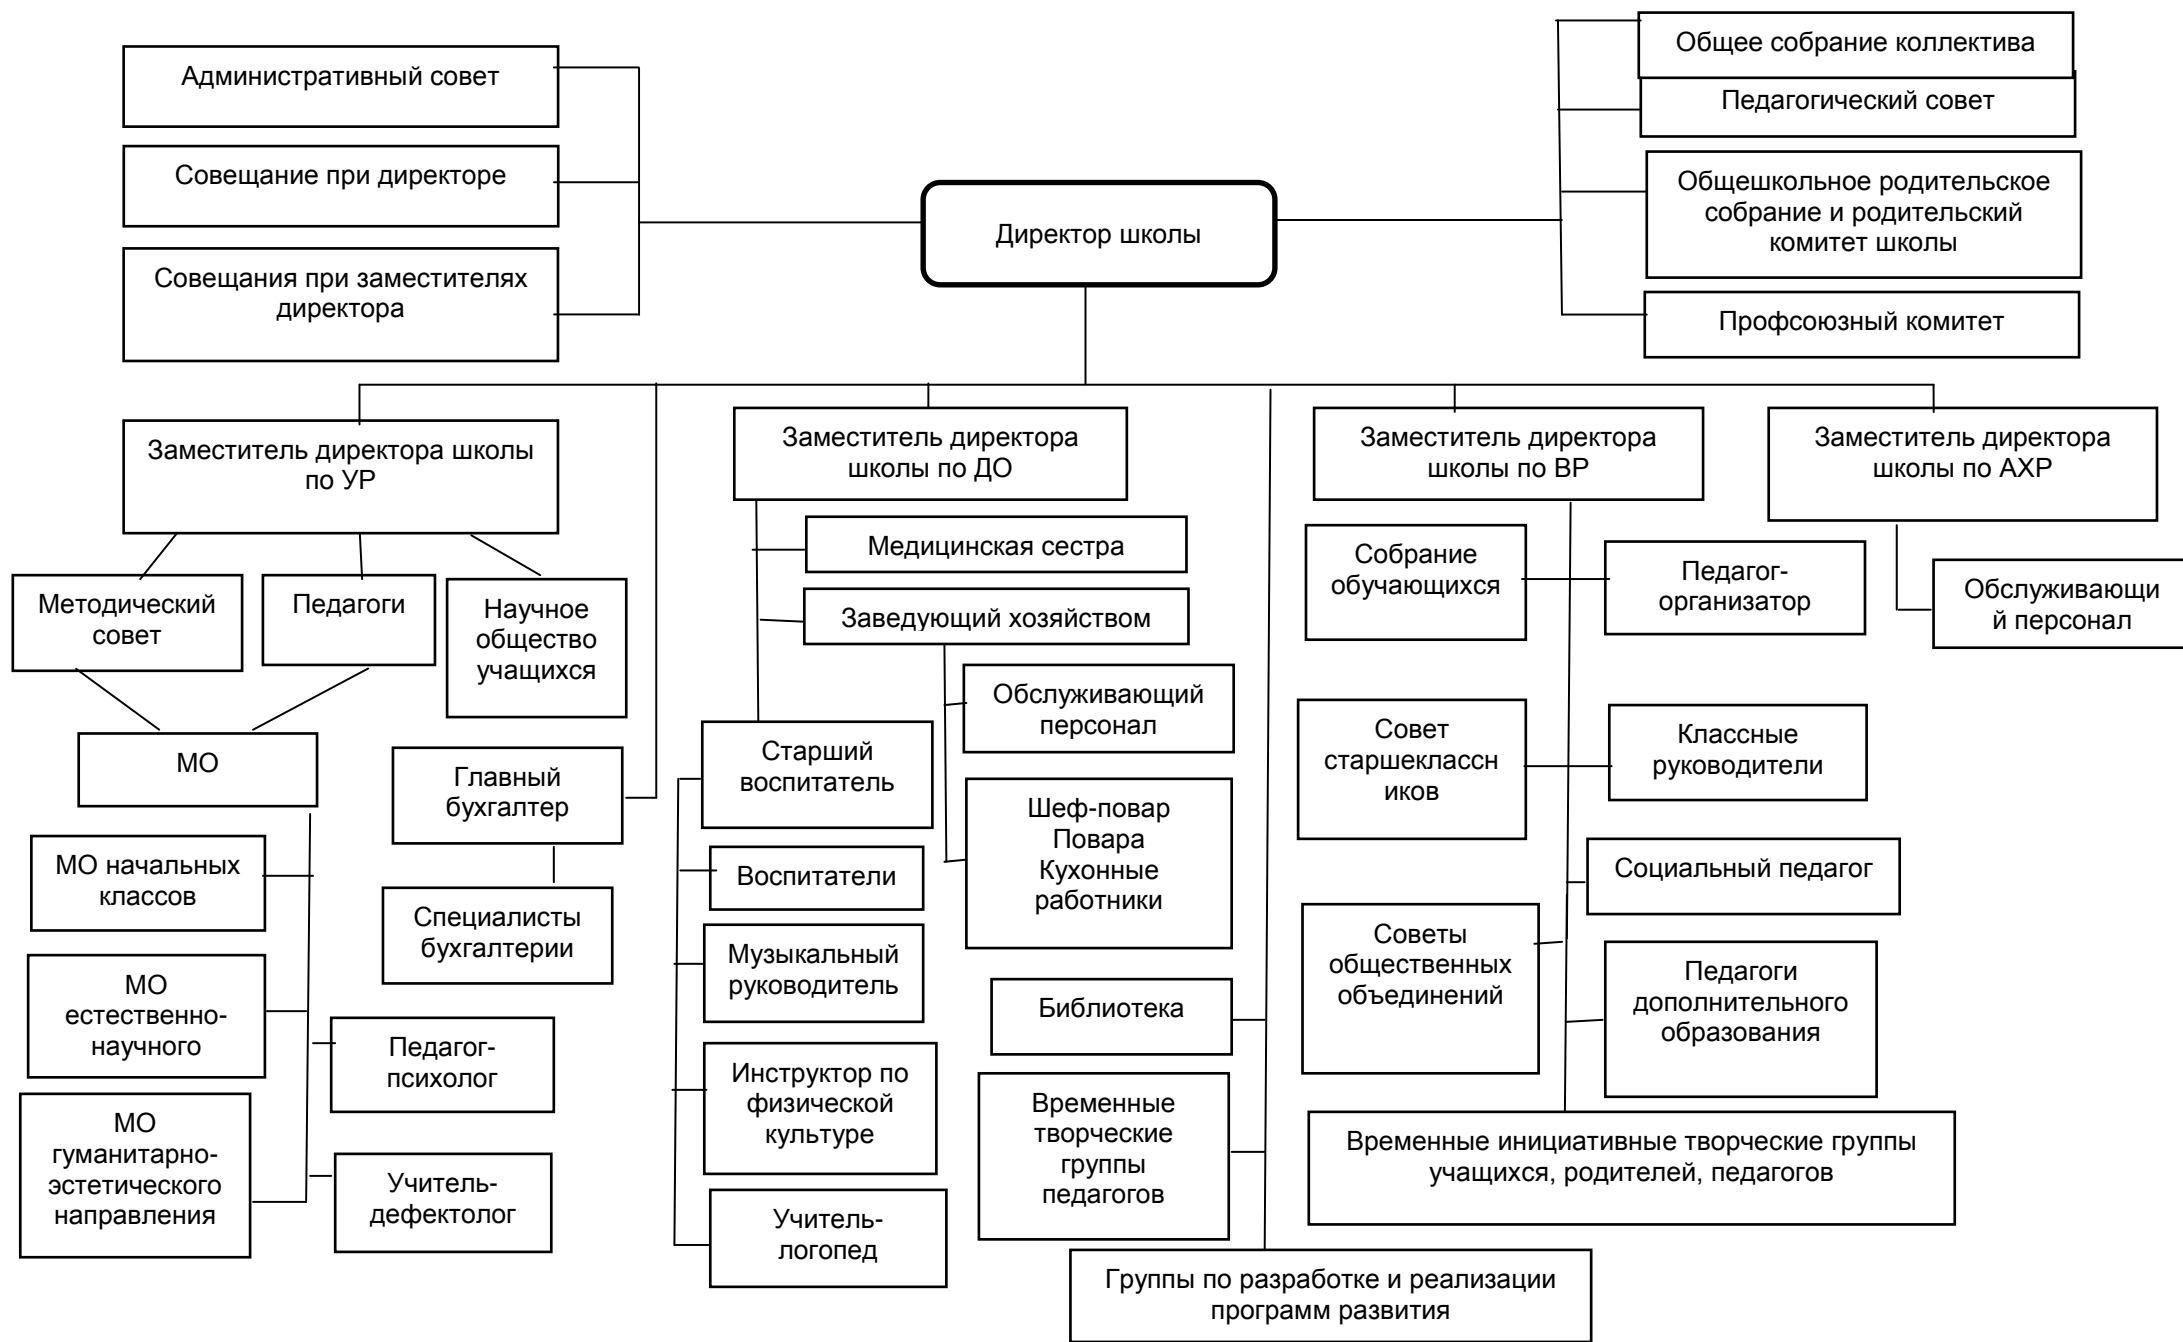 Административный совет
Совещание при директоре
Совещания при заместителях
директора
Директор школы
Общее собрание коллектива
Педагогический совет
Общешкольное родительское
собрание и родительский
комитет школы
Профсоюзный комитет
Заместитель директора школы
по УР
Заместитель директора
школы по ДО
Заместитель директора
школы по ВР
Заместитель директора
школы по АХР
Методический
совет
Педагоги
Научное
общество
учащихся
МО
МО начальных
классов
МО
естественно-
научного
МО
гуманитарно-
эстетического
направления
Педагог-
психолог
Учитель-
дефектолог
Главный
бухгалтер
Специалисты
бухгалтерии
Медицинская сестра
Заведующий хозяйством
Обслуживающий
персонал
Шеф-повар
Повара
Кухонные
работники
Старший
воспитатель
Воспитатели
Музыкальный
руководитель
Инструктор по
физической
культуре
Учитель-
логопед
Библиотека
Временные
творческие
группы
педагогов
Группы по разработке и реализации
программ развития
Собрание
обучающихся
Педагог-
организатор
Совет
старшеклассн
иков
Классные
руководители
Социальный педагог
Советы
общественных
объединений
Педагоги
дополнительного
образования
Временные инициативные творческие группы
учащихся, родителей, педагогов
Обслуживающи
й персонал